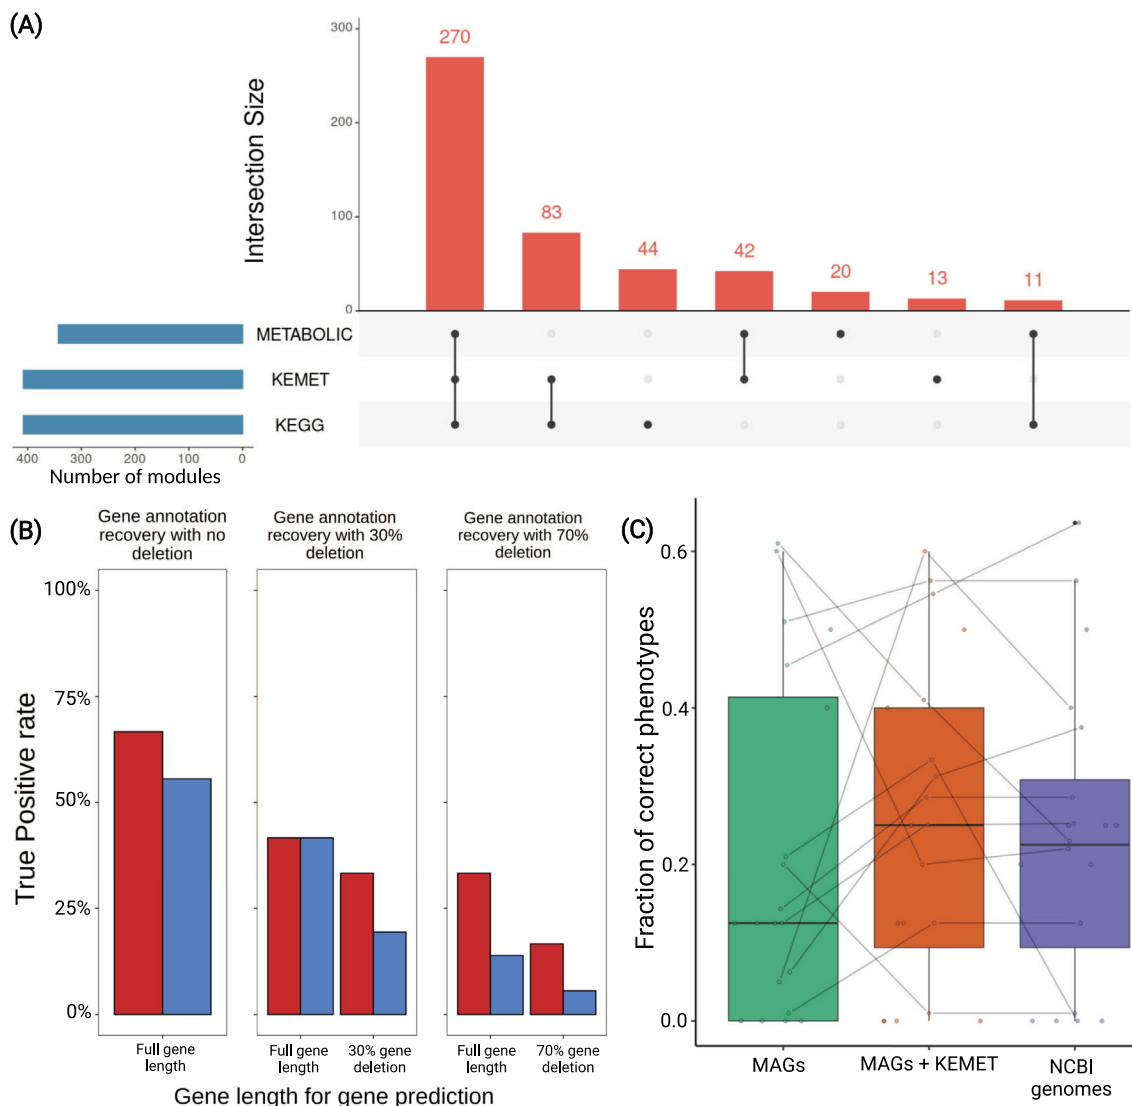 (A)
Intersection Size
300
200
100
0
270
83
44
42
20
13
11
METABOLIC
KEMET
KEGG
400
300
200
100
0
Number of modules
(B)
Gene annotation
recovery with no
deletion
Gene annotation
recovery with 30%
deletion
Gene annotation
recovery with 70%
deletion
True Positive rate
100%
75%
50%
25%
0%
Full gene
length
Full gene
length
30% gene
deletion
Full gene
length
70% gene
deletion
Gene length for gene prediction
(C)
Fraction of correct phenotypes
0.6
0.4
0.2
0.0
MAGs
MAGs + KEMET
NCBI
genomes